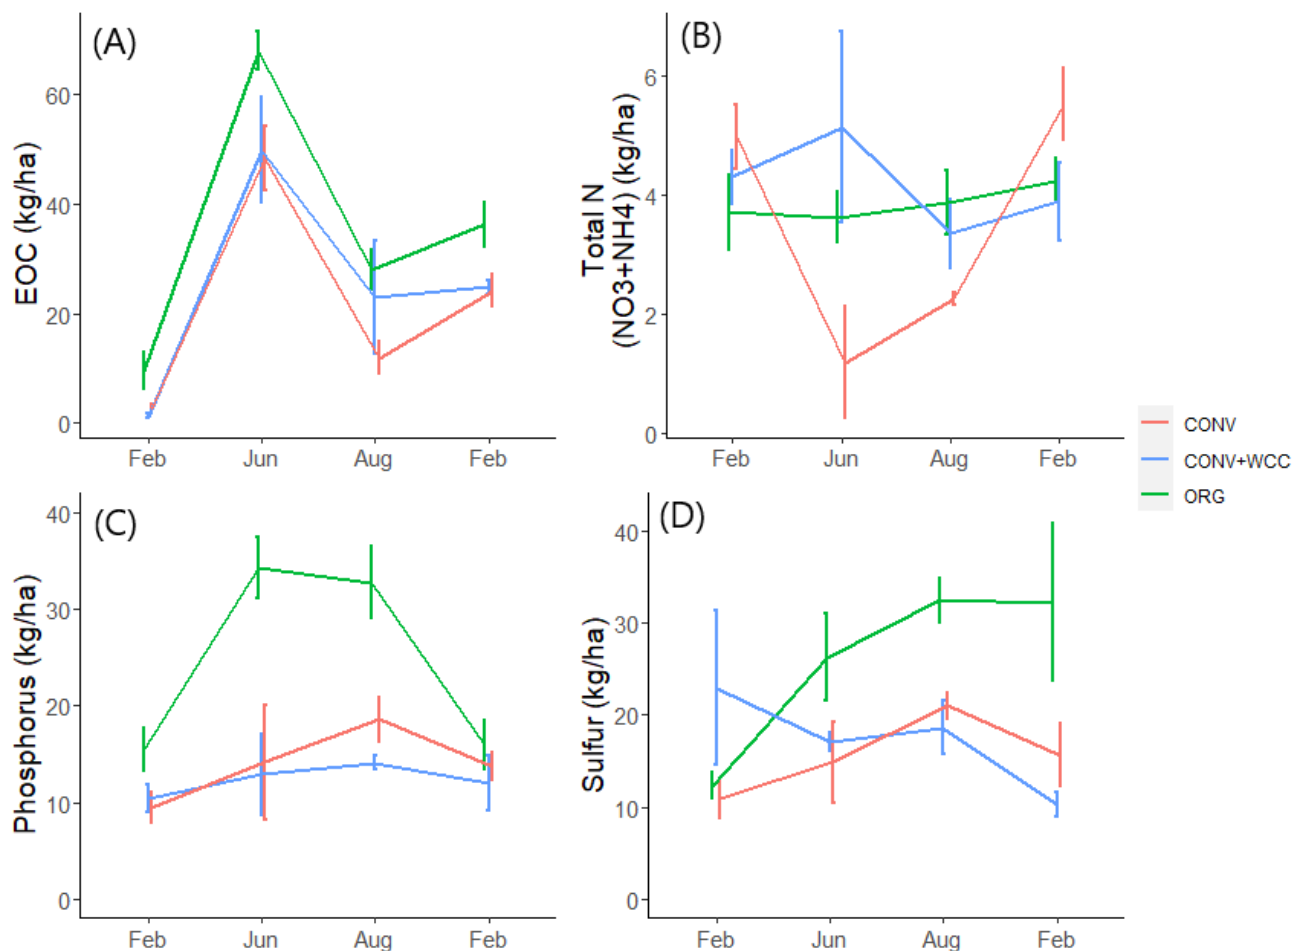 (A)
EOC (kg/ha)
60
40
20
0
Feb Jun Aug Feb
(B)
Total N
(NO3+NH4) (kg/ha)
6
4
2
0
Feb Jun Aug Feb
CONV
CONV+WCC
ORG
(C)
Phosphorus (kg/ha)
40
30
20
10
0
Feb Jun Aug Feb
(D)
Sulfur (kg/ha)
40
30
20
10
0
Feb Jun Aug Feb